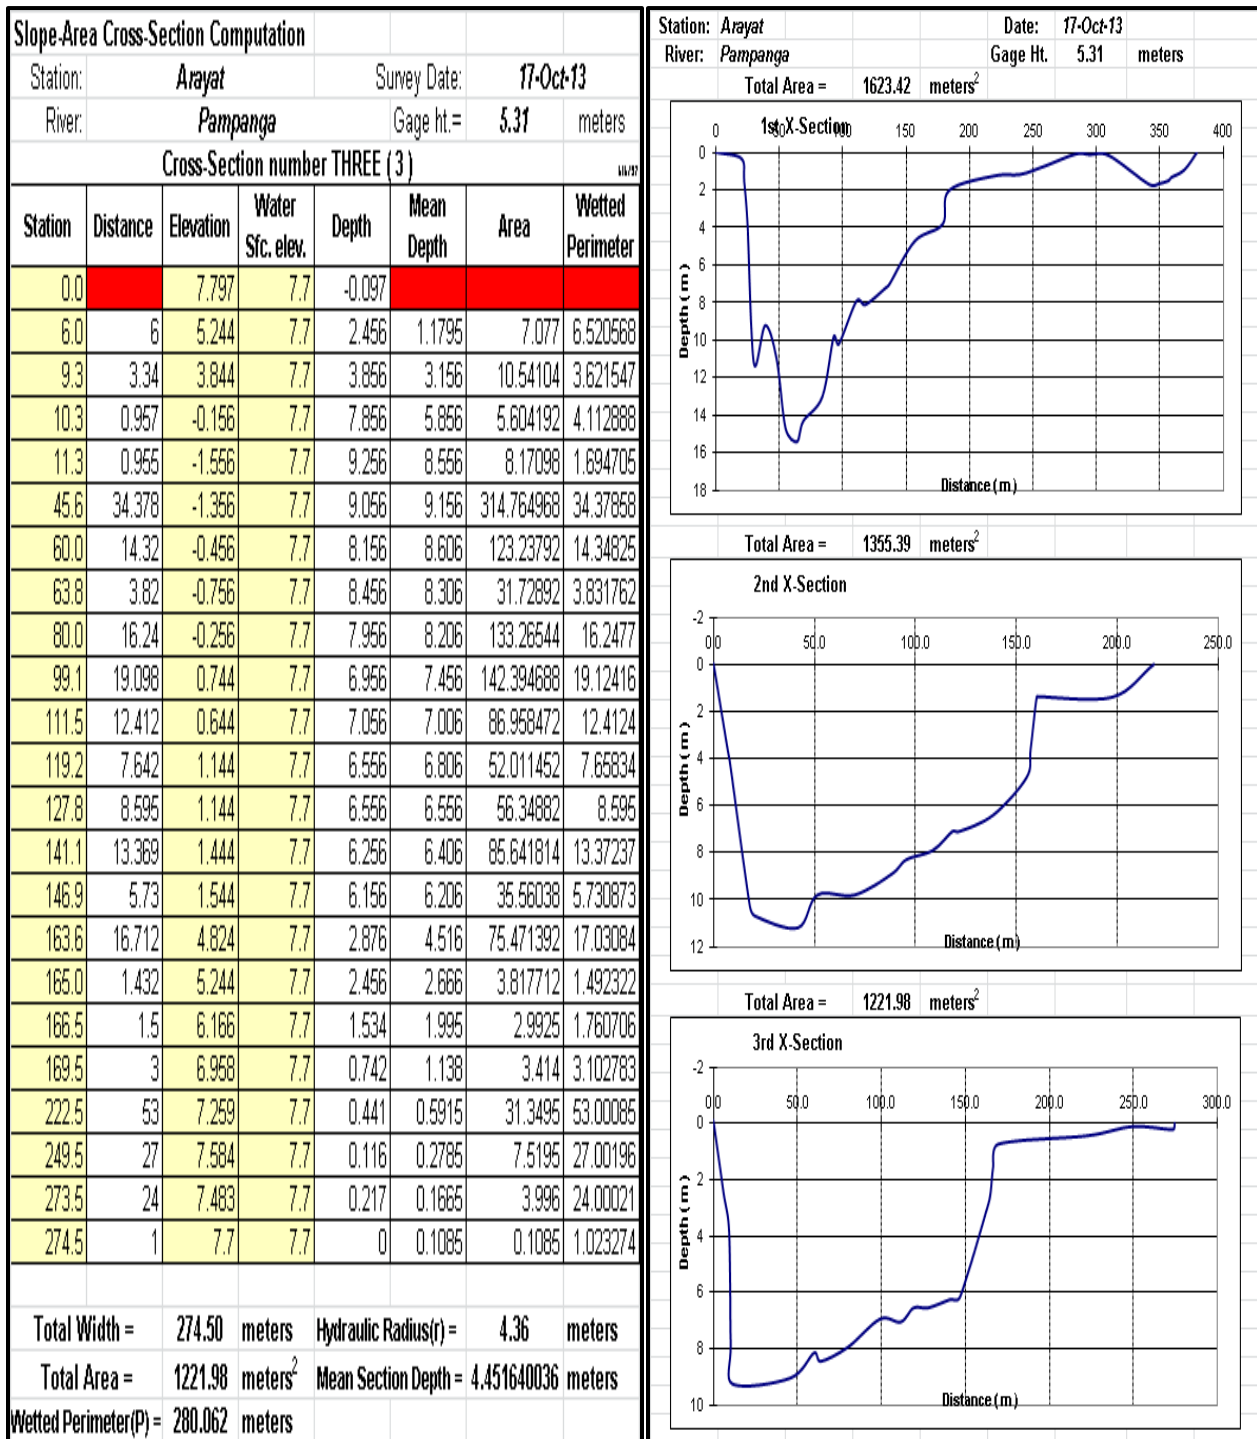 Slope-Area Cross-Section Computation
Station: Arayat Survey Date: 17-Oct-13
River: Pampanga Gage ht.= 5.31 meters
Cross-Section number THREE ( 3 )
Station Distance Elevation Water Sfc. elev. Depth Mean Depth Area Wetted Perimeter
0.0 7.797 7.7 -0.097
6.0 6 5.244 7.7 2.456 1.1795 7.077 6.520568
9.3 3.34 3.844 7.7 3.856 3.156 10.54104 3.621547
10.3 0.957 -0.156 7.7 7.856 5.856 5.604192 4.112888
11.3 0.955 -1.556 7.7 9.256 8.556 8.17098 1.694705
45.6 34.378 -1.356 7.7 9.056 9.156 314.764968 34.37858
60.0 14.32 -0.456 7.7 8.156 8.606 123.23792 14.34825
63.8 3.82 -0.756 7.7 8.456 8.306 31.72892 3.831762
80.0 16.24 -0.256 7.7 7.956 8.206 133.26544 16.2477
99.1 19.098 0.744 7.7 6.956 7.456 142.394688 19.12416
111.5 12.412 0.644 7.7 7.056 7.006 86.958472 12.4124
119.2 7.642 1.144 7.7 6.556 6.806 52.011452 7.65834
127.8 8.595 1.144 7.7 6.556 6.556 56.34882 8.595
141.1 13.369 1.444 7.7 6.256 6.406 85.641814 13.37237
146.9 5.73 1.544 7.7 6.156 6.206 35.56038 5.730873
163.6 16.712 4.824 7.7 2.876 4.516 75.471392 17.03084
165.0 1.432 5.244 7.7 2.456 2.666 3.817712 1.492322
166.5 1.5 6.166 7.7 1.534 1.995 2.9925 1.760706
169.5 3 6.958 7.7 0.742 1.138 3.414 3.102783
222.5 53 7.259 7.7 0.441 0.5915 31.3495 53.00085
249.5 27 7.584 7.7 0.116 0.2785 7.5195 27.00196
273.5 24 7.483 7.7 0.217 0.1665 3.996 24.00021
274.5 1 7.7 7.7 0 0.1085 0.1085 1.023274
Total Width = 274.50 meters Hydraulic Radius(r) = 4.36 meters
Total Area = 1221.98 meters² Mean Section Depth = 4.451640036 meters
Wetted Perimeter(P) = 280.062 meters
Station: Arayat Date: 17-Oct-13
River: Pampanga Gage Ht. 5.31 meters
Total Area = 1623.42 meters²
1st X-Section
0 50 100 150 200 250 300 350 400
0
2
4
6
8
10
12
14
16
18
Depth ( m )
Distance ( m )
Total Area = 1355.39 meters²
2nd X-Section
0.0 50.0 100.0 150.0 200.0 250.0
-2
0
2
4
6
8
10
12
Depth ( m )
Distance ( m )
Total Area = 1221.98 meters²
3rd X-Section
0.0 50.0 100.0 150.0 200.0 250.0 300.0
-2
0
2
4
6
8
10
Depth ( m )
Distance ( m )